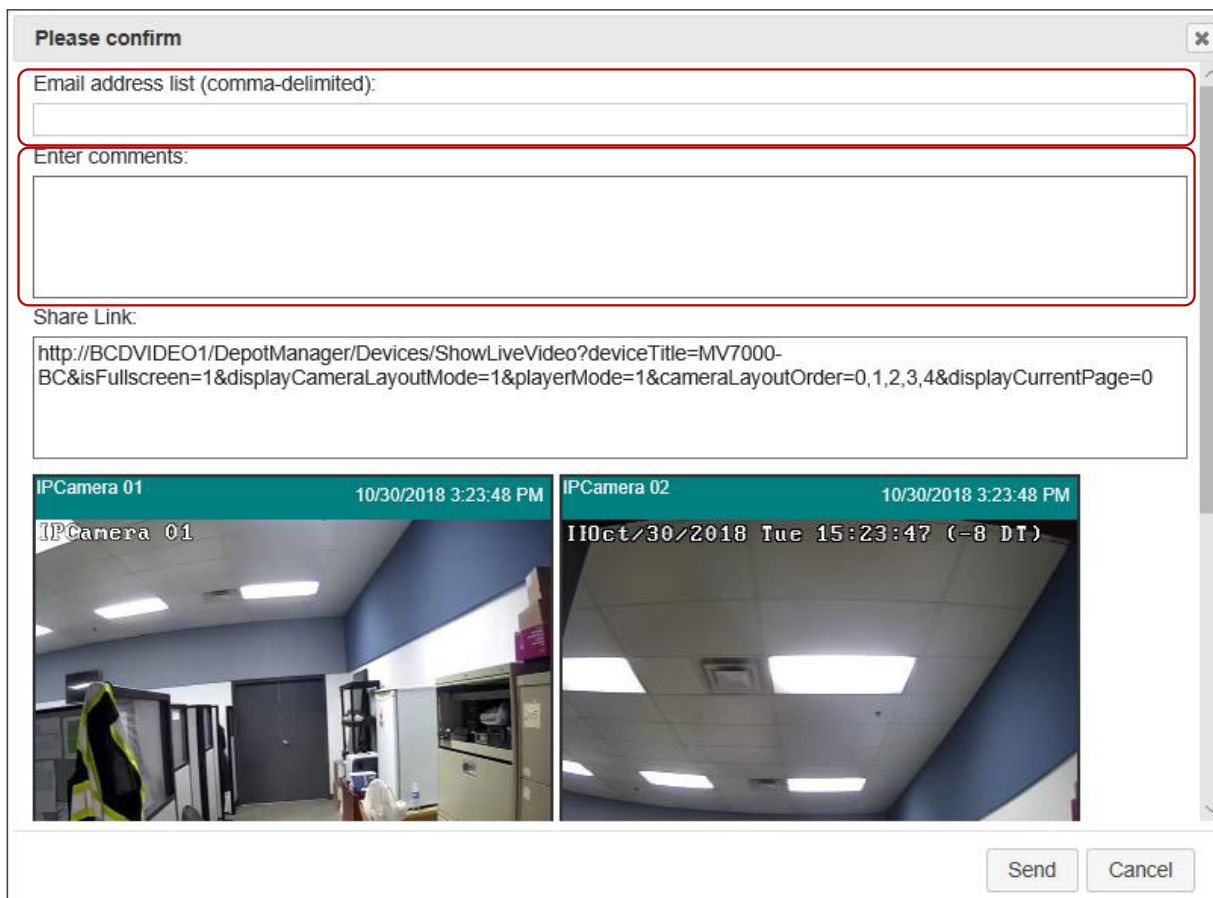 Please confirm
Email address list (comma-delimited):
Enter comments:
Share Link:
http://BCDVIDEO1/DepotManager/Devices/ShowLiveVideo?deviceTitle=MV7000-
BC&isFullscreen=1&displayCameraLayoutMode=1&playerMode=1&cameraLayoutOrder=0,1,2,3,4&displayCurrentPage=0
IPCamera 01 10/30/2018 3:23:48 PM
IPCamera 02 10/30/2018 3:23:48 PM
IPCamera 01
Oct/30/2018 Tue 15:23:47 (-8 DT)
Send Cancel